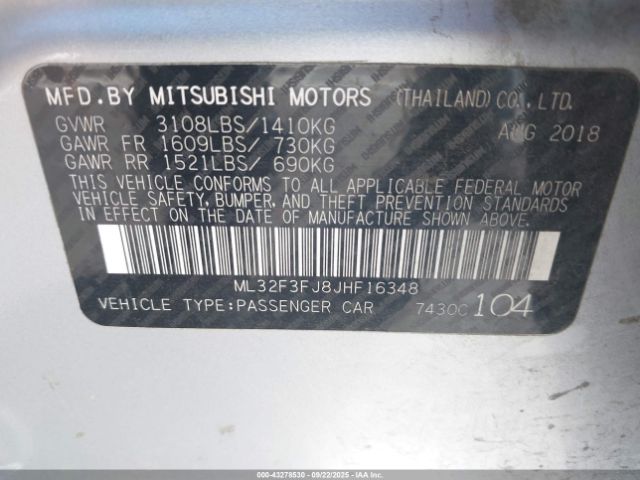 MFD. BY MITSUBISHI MOTORS (THAILAND) CO., LTD.
GVWR 3108LBS/1410KG AUG 2018
GAWR FR 1609LBS/ 730KG
GAWR RR 1521LBS/ 690KG
THIS VEHICLE CONFORMS TO ALL APPLICABLE FEDERAL MOTOR
VEHICLE SAFETY, BUMPER, AND THEFT PREVENTION STANDARDS
IN EFFECT ON THE DATE OF MANUFACTURE SHOWN ABOVE.
ML32F3FJ8JHF16348
VEHICLE TYPE:PASSENGER CAR 7430C 104
000-43278530 - 09/22/2025 - IAAI.COM